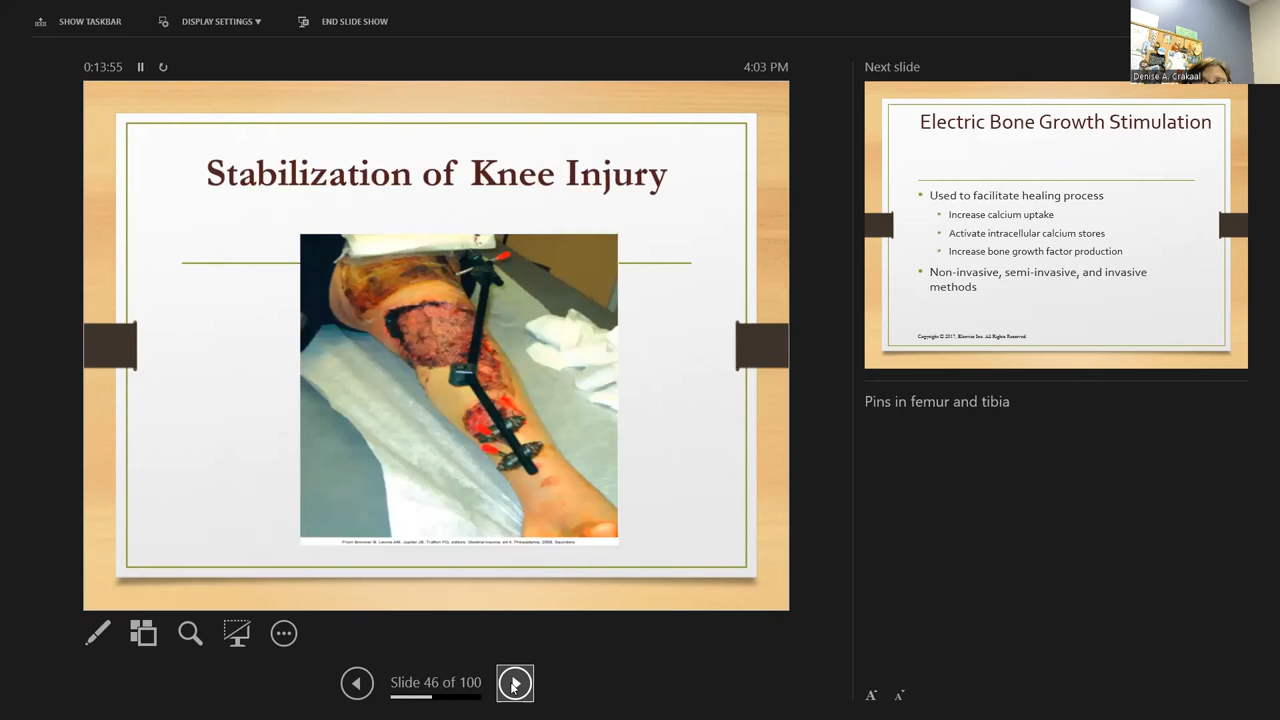 SHOW TASKBAR
DISPLAY SETTINGS ▼
END SLIDE SHOW
Denise A. Crakaal
0:13:55
4:03 PM
Next slide
Stabilization of Knee Injury
Electric Bone Growth Stimulation
• Used to facilitate healing process
• Increase calcium uptake
• Activate intracellular calcium stores
• Increase bone growth factor production
• Non-invasive, semi-invasive, and invasive
methods
Copyright © 2017, Elsevier Inc. All Rights Reserved.
Pins in femur and tibia
Slide 46 of 100
A A